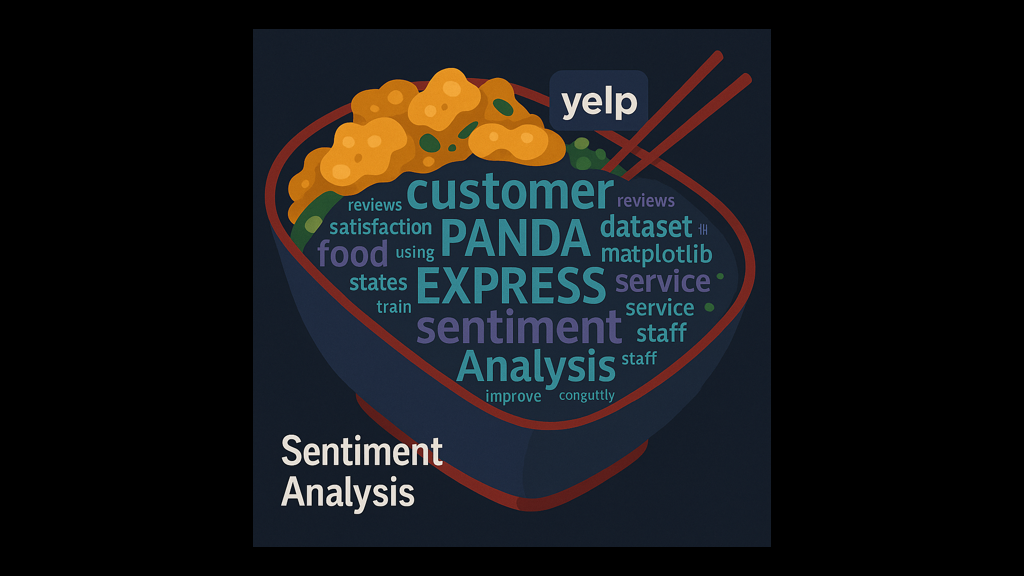 yelp
customer
reviews
reviews
satisfaction
PANDA
dataset
food
using
matplotlib
states
EXPRESS
service
train
service
sentiment
staff
Analysis
staff
improve
conguttly
Sentiment
Analysis